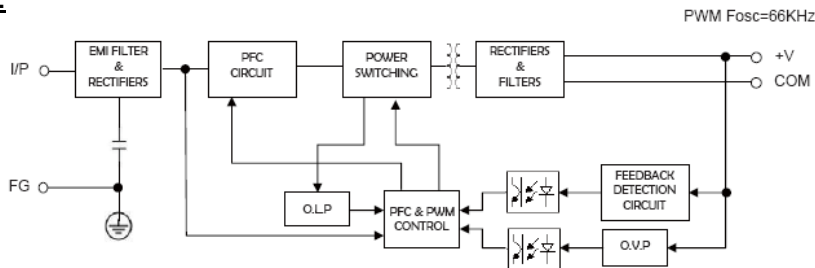 PWM Fosc=66KHz
I/P
EMI FILTER
&
RECTIFIERS
PFC
CIRCUIT
POWER
SWITCHING
RECTIFIERS
&
FILTERS
+V
COM
FG
O.L.P
PFC & PWM
CONTROL
FEEDBACK
DETECTION
CIRCUIT
O.V.P